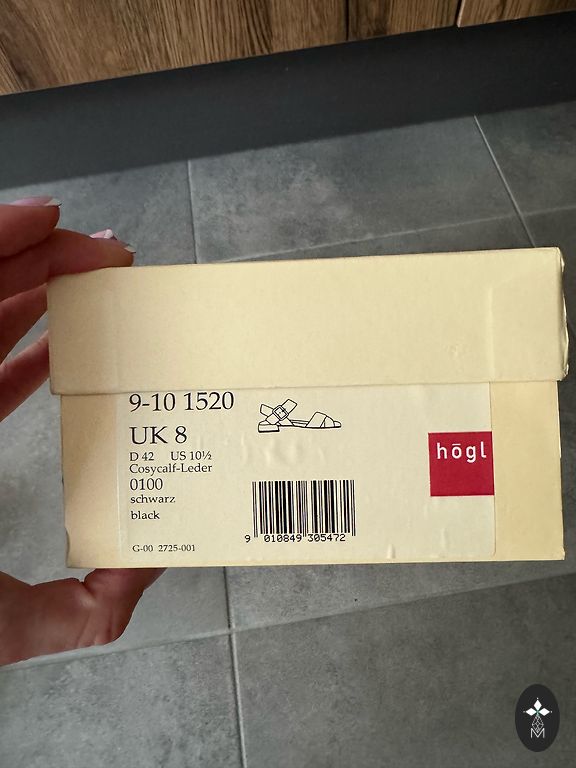 9-10 1520
UK 8
D 42 US 10½
Cosycalf-Leder
0100
schwarz
black
G-00 2725-001
9 010849 305472
högl
M